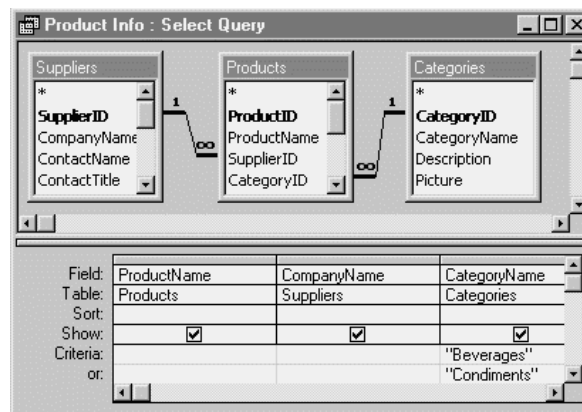 Product Info : Select Query
Suppliers
*
SupplierID
CompanyName
ContactName
ContactTitle
Products
*
ProductID
ProductName
SupplierID
CategoryID
Categories
*
CategoryID
CategoryName
Description
Picture
1
∞
∞
1
Field: ProductName CompanyName CategoryName
Table: Products Suppliers Categories
Sort:
Show:
Criteria: "Beverages"
or: "Condiments"